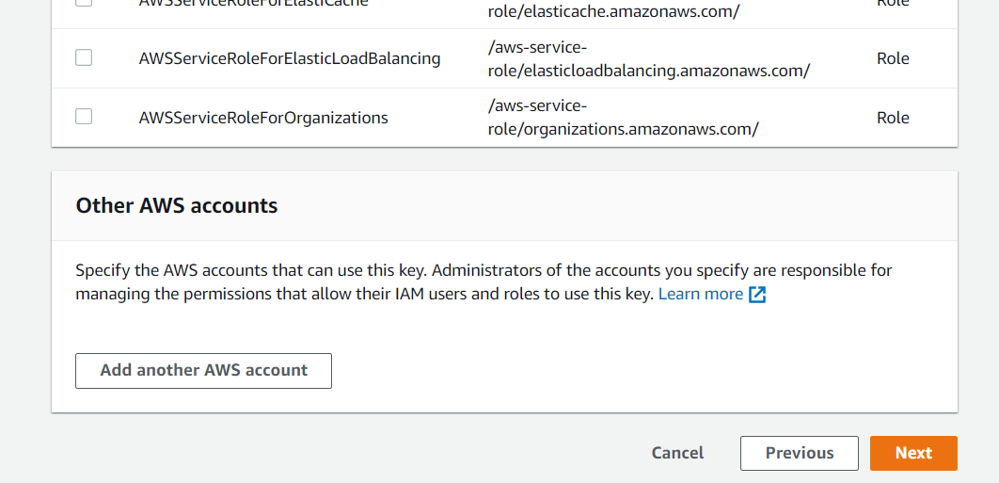 AWSServiceRoleForElastiCache
role/elasticache.amazonaws.com/
Role
AWSServiceRoleForElasticLoadBalancing
/aws-service-
role/elasticloadbalancing.amazonaws.com/
Role
AWSServiceRoleForOrganizations
/aws-service-
role/organizations.amazonaws.com/
Role
Other AWS accounts
Specify the AWS accounts that can use this key. Administrators of the accounts you specify are responsible for
managing the permissions that allow their IAM users and roles to use this key. Learn more
Add another AWS account
Cancel
Previous
Next